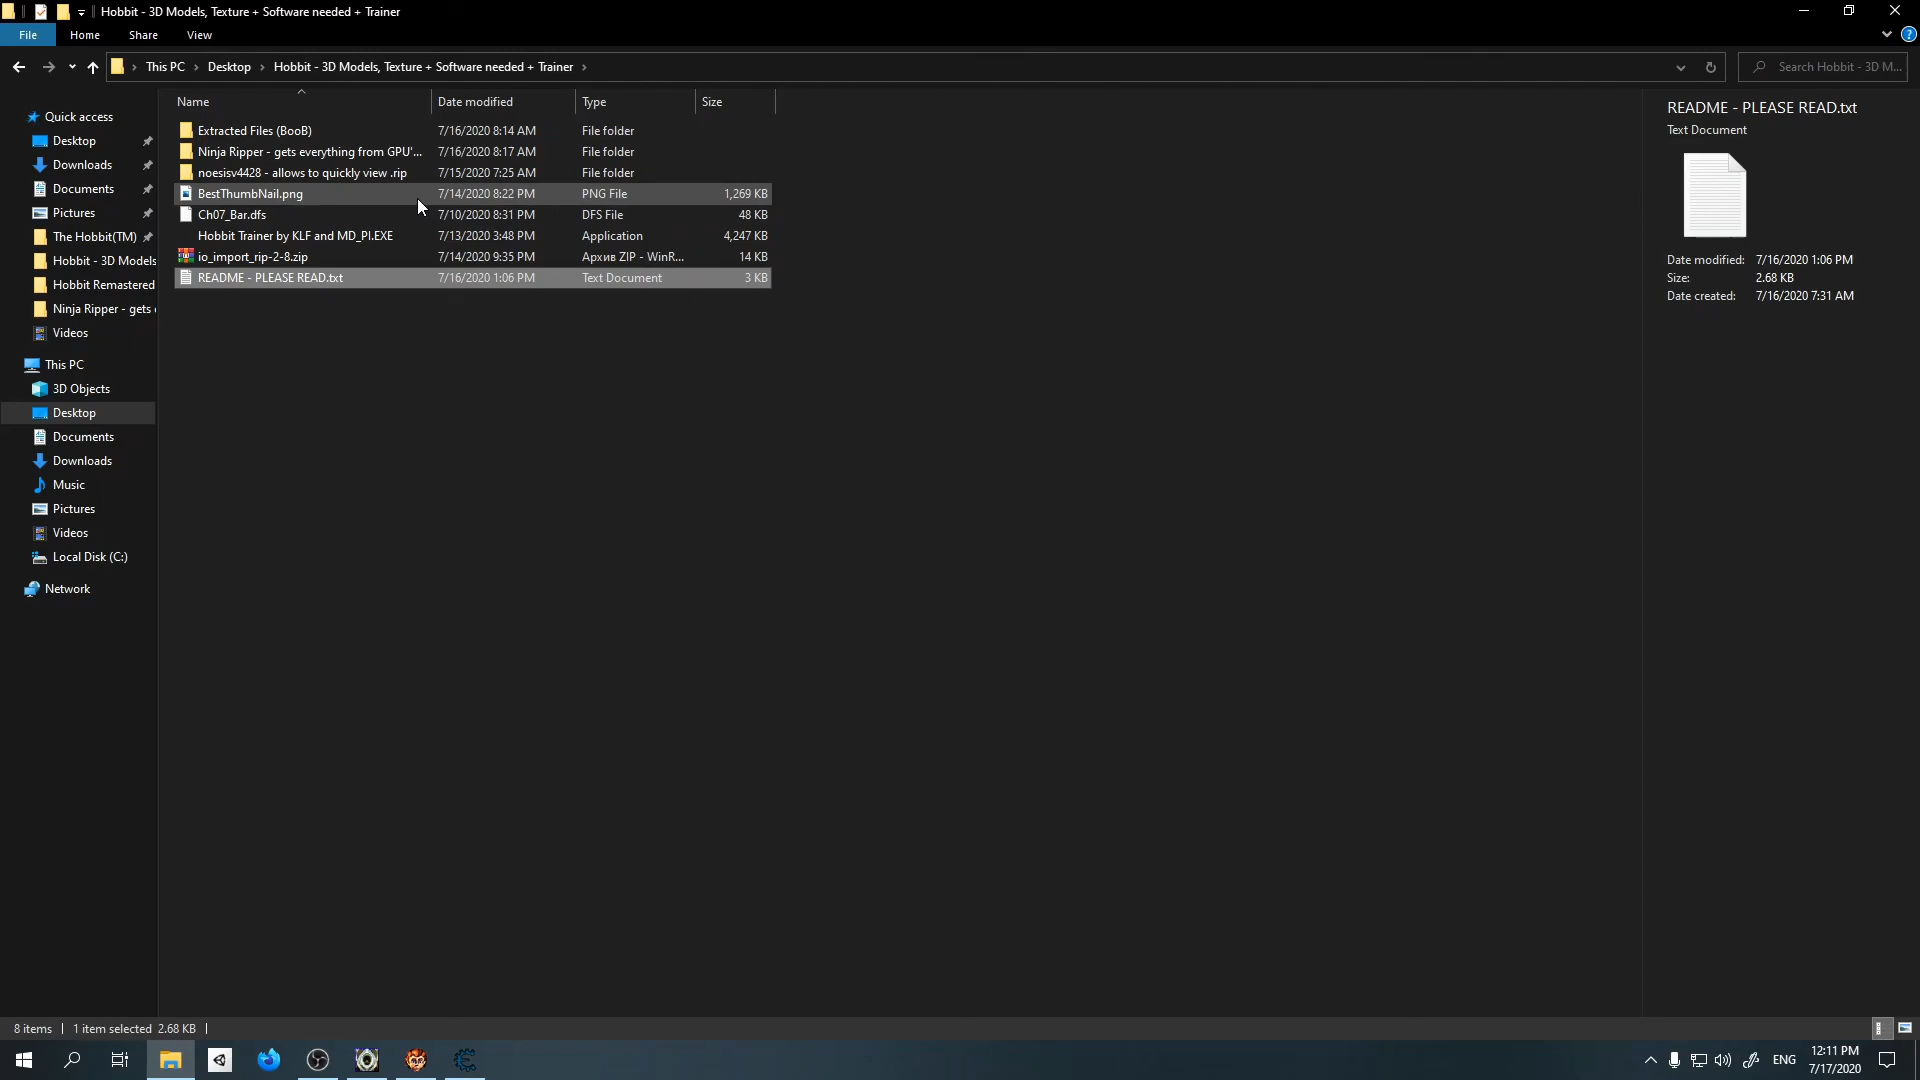 Hobbit - 3D Models, Texture + Software needed + Trainer
File Home Share View
This PC Desktop Hobbit - 3D Models, Texture + Software needed + Trainer
Search Hobbit - 3D M...
Name Date modified Type Size
Extracted Files (BooB) 7/16/2020 8:14 AM File folder
Ninja Ripper - gets everything from GPU'... 7/16/2020 8:17 AM File folder
noesisv4428 - allows to quickly view .rip 7/15/2020 7:25 AM File folder
BestThumbNail.png 7/14/2020 8:22 PM PNG File 1,269 KB
Ch07_Bar.dfs 7/10/2020 8:31 PM DFS File 48 KB
Hobbit Trainer by KLF and MD_PI.EXE 7/13/2020 3:48 PM Application 4,247 KB
io_import_rip-2-8.zip 7/14/2020 9:35 PM Архив ZIP - WinR... 14 KB
README - PLEASE READ.txt 7/16/2020 1:06 PM Text Document 3 KB
Quick access
Desktop
Downloads
Documents
Pictures
The Hobbit(TM)
Hobbit - 3D Models
Hobbit Remastered
Ninja Ripper - gets
Videos
This PC
3D Objects
Desktop
Documents
Downloads
Music
Pictures
Videos
Local Disk (C:)
Network
README - PLEASE READ.txt
Text Document
Date modified: 7/16/2020 1:06 PM
Size: 2.68 KB
Date created: 7/16/2020 7:31 AM
8 items 1 item selected 2.68 KB
ENG
12:11 PM
7/17/2020